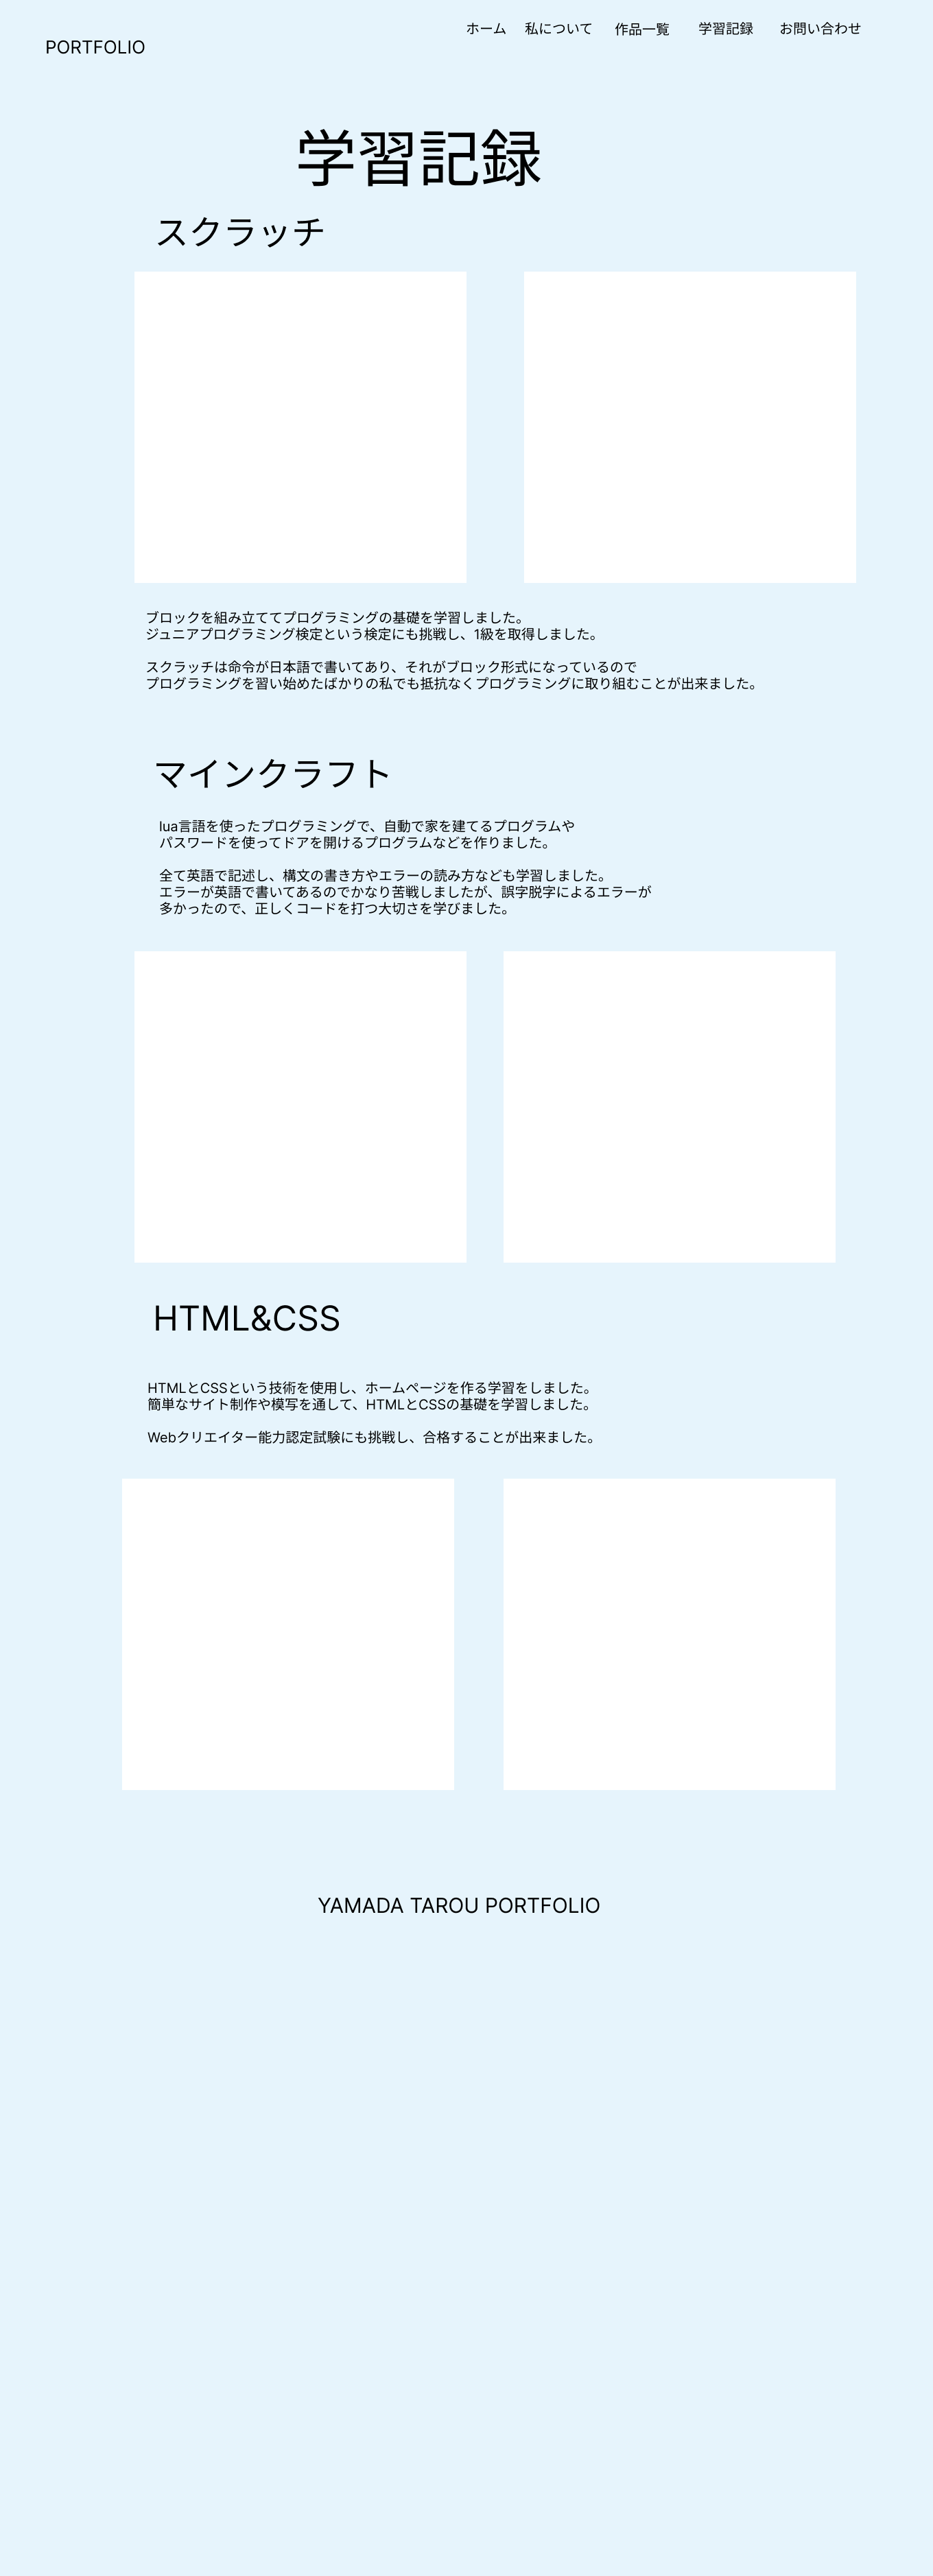 PORTFOLIO
ホーム 私について 作品一覧 学習記録 お問い合わせ
学習記録
スクラッチ
ブロックを組み立ててプログラミングの基礎を学習しました。
ジュニアプログラミング検定という検定にも挑戦し、1級を取得しました。
スクラッチは命令が日本語で書いてあり、それがブロック形式になっているので
プログラミングを習い始めたばかりの私でも抵抗なくプログラミングに取り組むことが出来ました。
マインクラフト
lua言語を使ったプログラミングで、自動で家を建てるプログラムや
パスワードを使ってドアを開けるプログラムなどを作りました。
全て英語で記述し、構文の書き方やエラーの読み方なども学習しました。
エラーが英語で書いてあるのでかなり苦戦しましたが、誤字脱字によるエラーが
多かったので、正しくコードを打つ大切さを学びました。
HTML&CSS
HTMLとCSSという技術を使用し、ホームページを作る学習をしました。
簡単なサイト制作や模写を通して、HTMLとCSSの基礎を学習しました。
Webクリエイター能力認定試験にも挑戦し、合格することが出来ました。
YAMADA TAROU PORTFOLIO